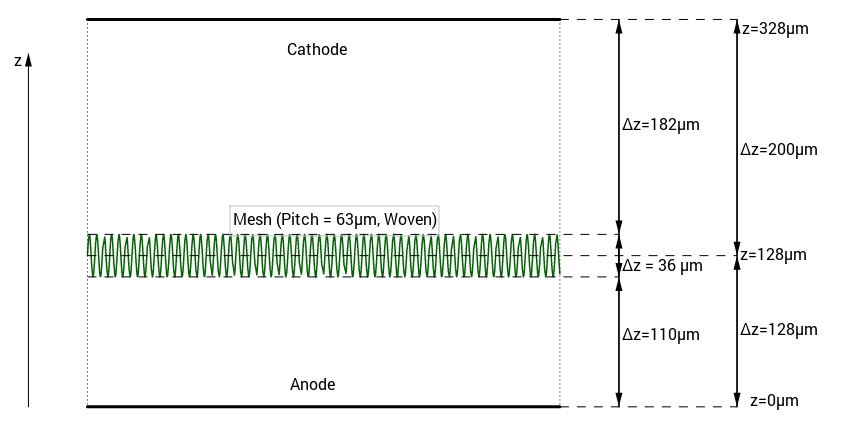 z=328µm
Cathode
z
Δz=182µm
Δz=200µm
Mesh (Pitch = 63µm, Woven)
z=128µm
Δz = 36 µm
Δz=110µm
Δz=128µm
Anode
z=0µm